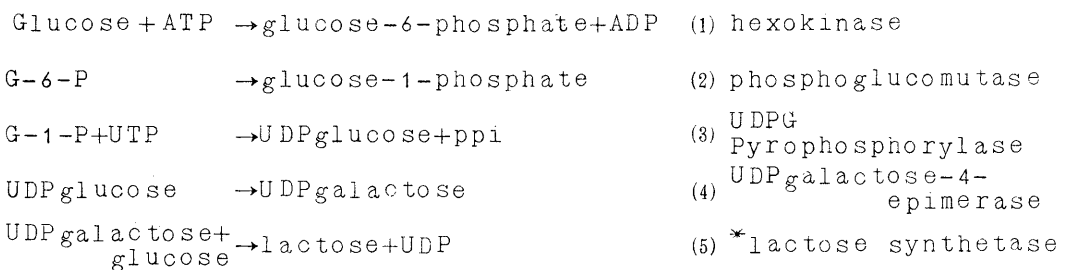 Glucose + ATP →glucose-6-phosphate+ADP (1) hexokinase
G-6-P →glucose-1-phosphate (2) phosphoglucomutase
G-1-P+UTP →UDPglucose+ppi (3) UDPG
Pyrophosphorylase
UDPglucose →UDPgalactose (4) UDPgalactose-4-
epimerase
UDPgalactose+
glucose →lactose+UDP (5) *lactose synthetase